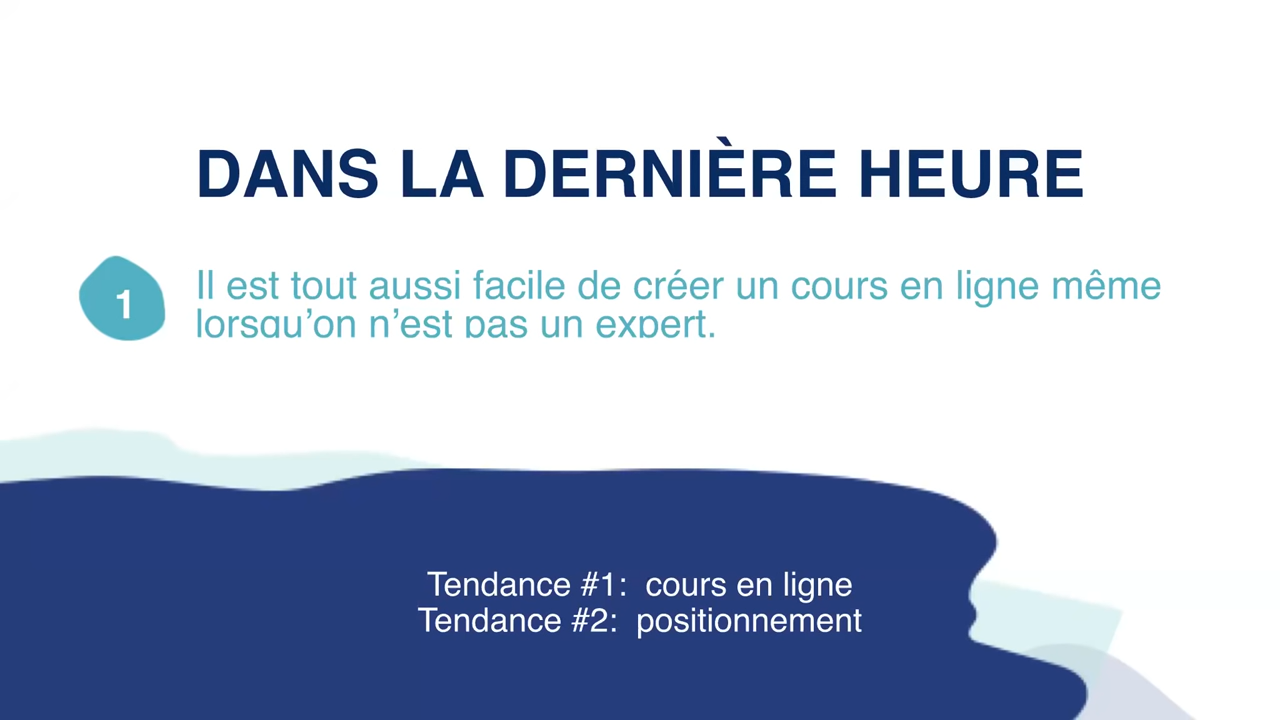 DANS LA DERNIÈRE HEURE
1
Il est tout aussi facile de créer un cours en ligne même
lorsqu’on n’est pas un expert.
Tendance #1:  cours en ligne
Tendance #2:  positionnement